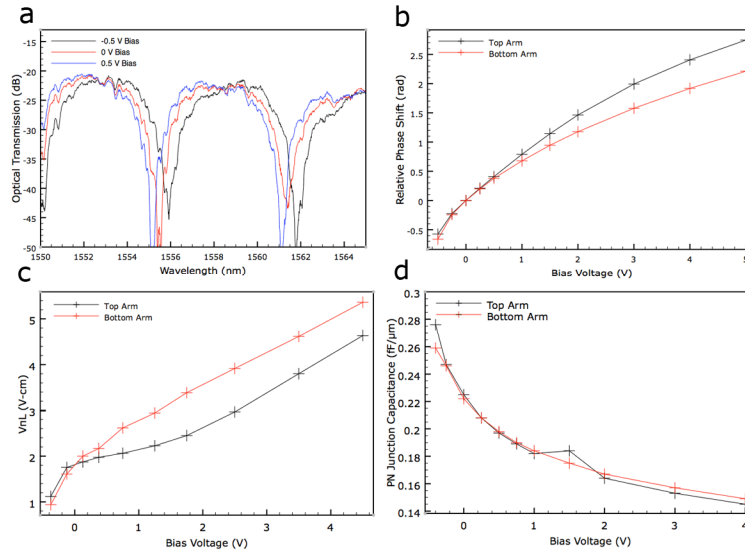 a
-0.5 V Bias
0 V Bias
0.5 V Bias
Optical Transmission (dB)
-15
-20
-25
-30
-35
-40
-45
-50
1550
1552
1554
1556
1558
1560
1562
1564
Wavelength (nm)
b
Top Arm
Bottom Arm
Relative Phase Shift (rad)
2.5
2.0
1.5
1.0
0.5
0
-0.5
0
1
2
3
4
5
Bias Voltage (V)
c
Top Arm
Bottom Arm
VπL (V-cm)
5
4
3
2
1
0
1
2
3
4
Bias Voltage (V)
d
Top Arm
Bottom Arm
PN Junction Capacitance (fF/μm)
0.3
0.28
0.26
0.24
0.22
0.2
0.18
0.16
0.14
0
1
2
3
4
Bias Voltage (V)